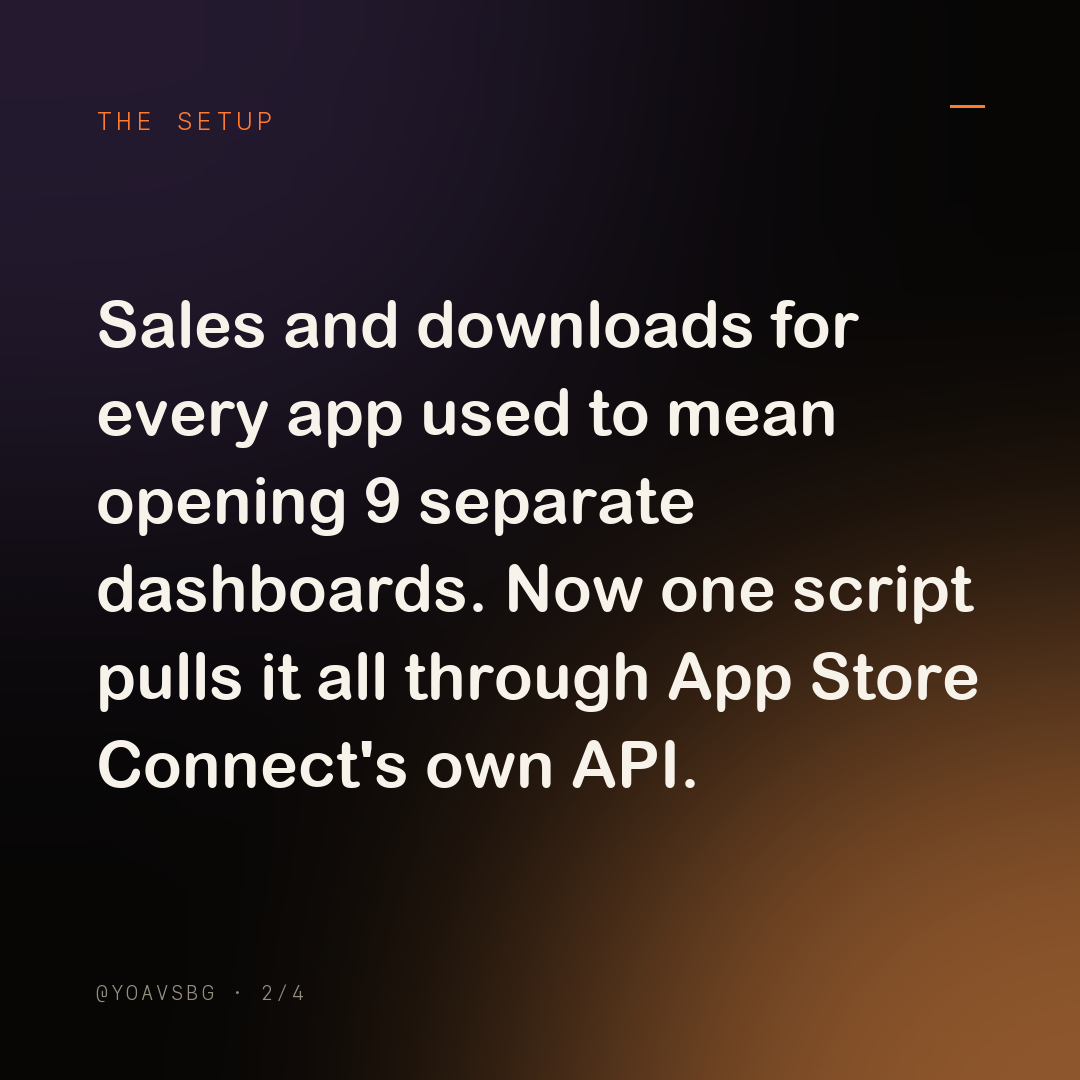 THE SETUP
Sales and downloads for
every app used to mean
opening 9 separate
dashboards. Now one script
pulls it all through App Store
Connect's own API.
@YOAVSBG · 2/4